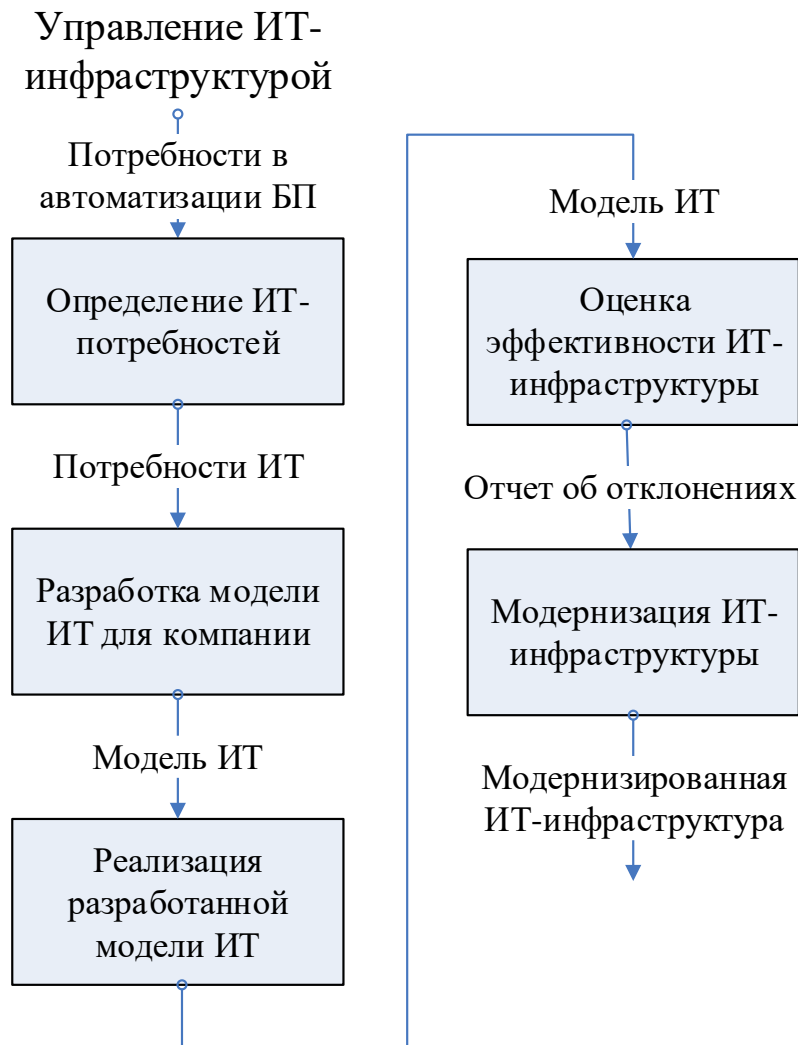 Управление ИТ-
инфраструктурой
Потребности в
автоматизации БП
Определение ИТ-
потребностей
Потребности ИТ
Разработка модели
ИТ для компании
Модель ИТ
Реализация
разработанной
модели ИТ
Модель ИТ
Оценка
эффективности ИТ-
инфраструктуры
Отчет об отклонениях
Модернизация ИТ-
инфраструктуры
Модернизированная
ИТ-инфраструктура